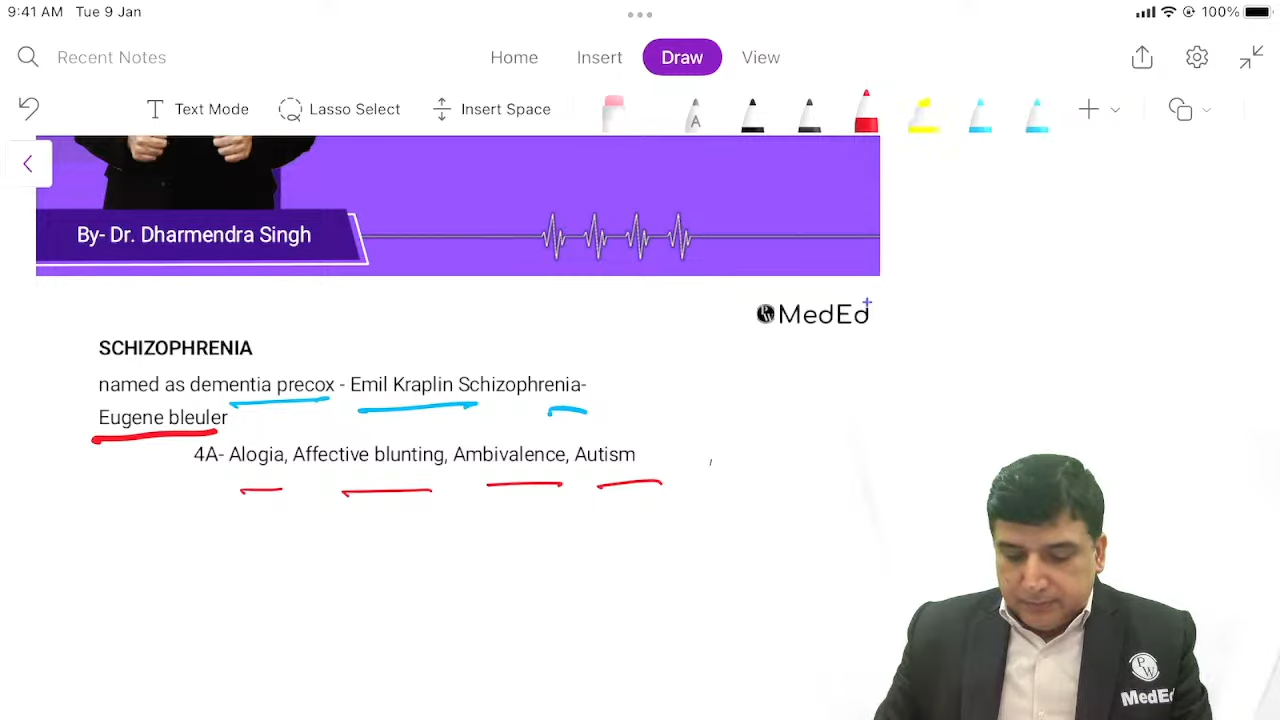 9:41 AM Tue 9 Jan
100%
Recent Notes
Home Insert Draw View
Text Mode Lasso Select Insert Space
A
By- Dr. Dharmendra Singh
PW MedEd+
SCHIZOPHRENIA
named as dementia precox - Emil Kraplin Schizophrenia-
Eugene bleuler
4A- Alogia, Affective blunting, Ambivalence, Autism
PW
MedEd